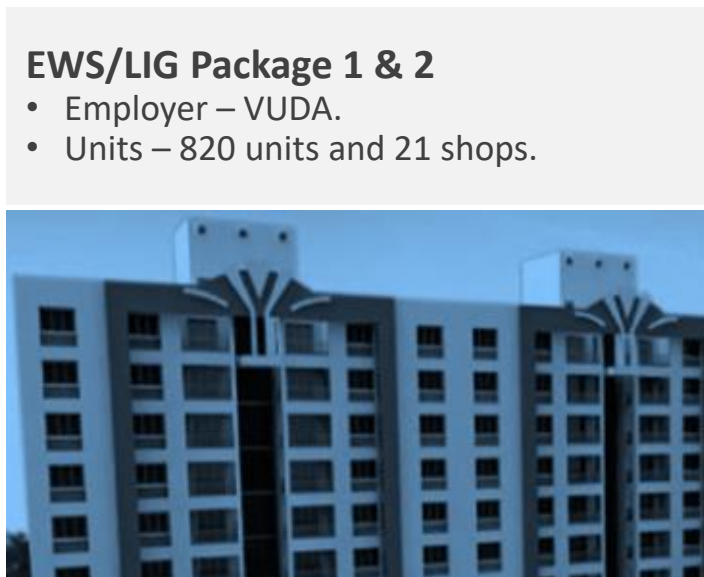 EWS/LIG Package 1 & 2
• Employer – VUDA.
• Units – 820 units and 21 shops.